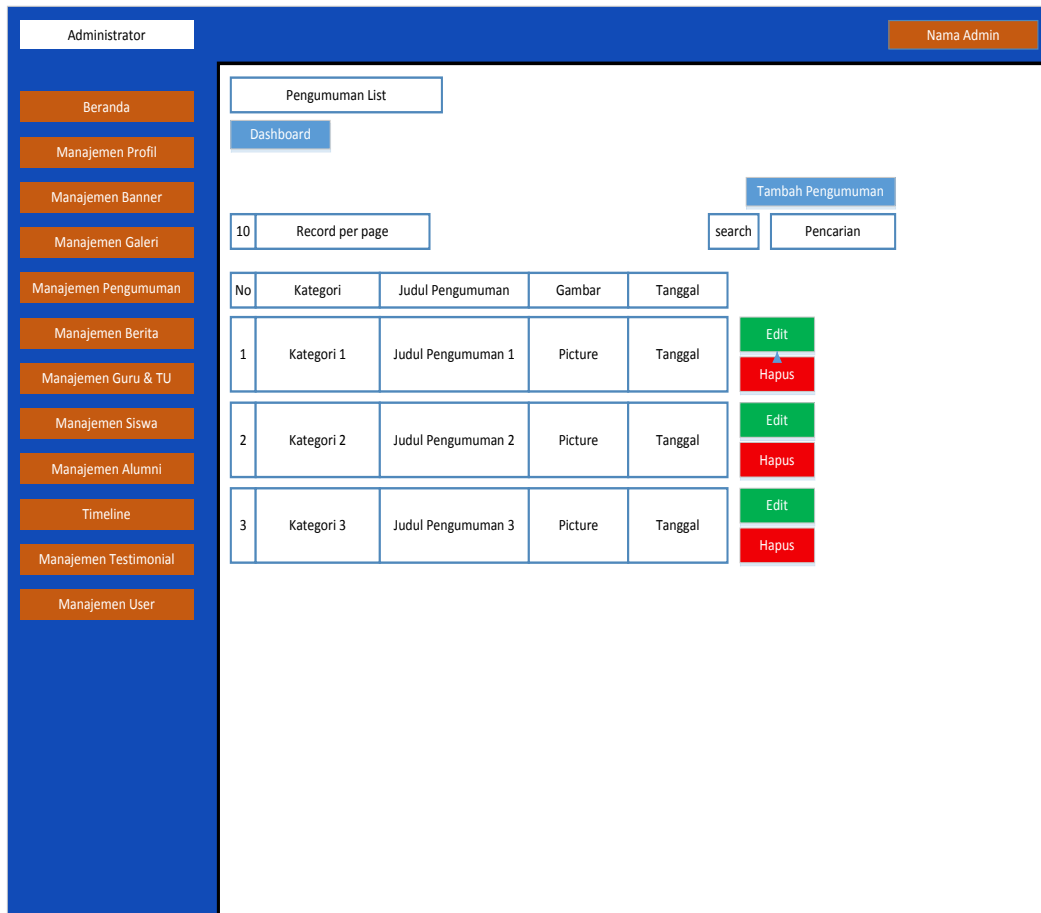 Administrator
Nama Admin
Beranda
Manajemen Profil
Manajemen Banner
Manajemen Galeri
Manajemen Pengumuman
Manajemen Berita
Manajemen Guru & TU
Manajemen Siswa
Manajemen Alumni
Timeline
Manajemen Testimonial
Manajemen User
Pengumuman List
Dashboard
Tambah Pengumuman
10 Record per page search Pencarian
No Kategori Judul Pengumuman Gambar Tanggal
1 Kategori 1 Judul Pengumuman 1 Picture Tanggal
Edit
Hapus
2 Kategori 2 Judul Pengumuman 2 Picture Tanggal
Edit
Hapus
3 Kategori 3 Judul Pengumuman 3 Picture Tanggal
Edit
Hapus